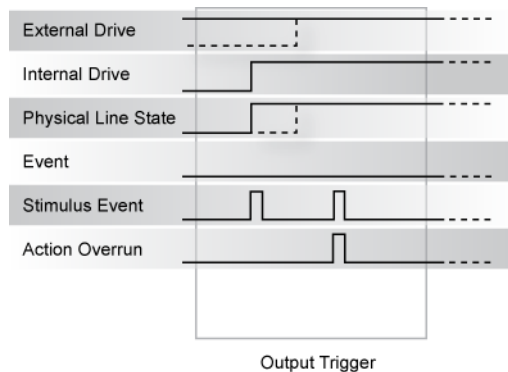 External Drive
Internal Drive
Physical Line State
Event
Stimulus Event
Action Overrun
Output Trigger